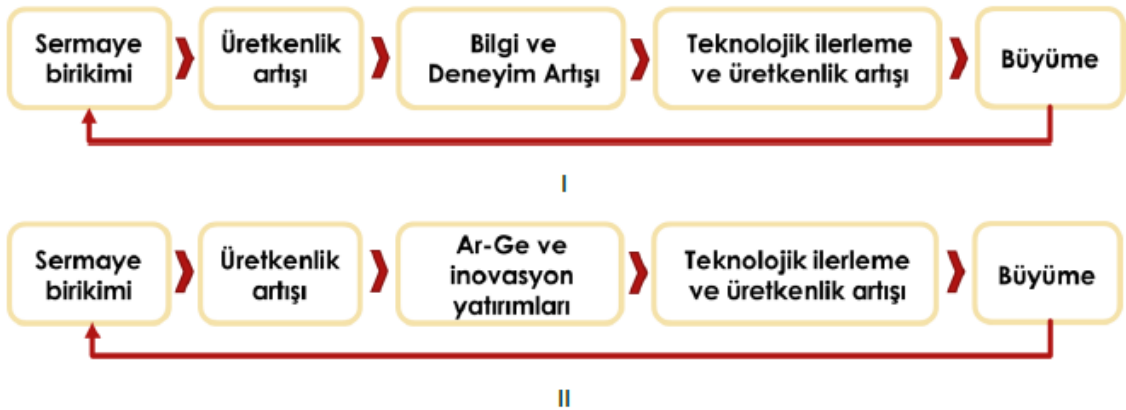 Sermaye
birikimi
Üretkenlik
artışı
Bilgi ve
Deneyim Artışı
Teknolojik ilerleme
ve üretkenlik artışı
Büyüme
I
Sermaye
birikimi
Üretkenlik
artışı
Ar-Ge ve
inovasyon
yatırımları
Teknolojik ilerleme
ve üretkenlik artışı
Büyüme
II